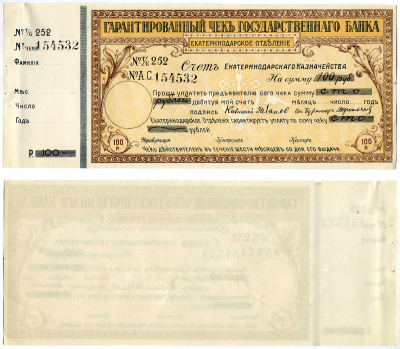 ГАРАНТИРОВАННЫЙ ЧЕКЪ ГОСУДАРСТВЕННАГО БАНКА
ЕКАТЕРИНОДАРСКОЕ ОТДѢЛЕНІЕ
№ Т/С 252
№ ЧЕКА 154532
ФАМИЛІЯ
МѢС.
ЧИСЛО
ГОДЪ
Р 100
№ Т/С 252
Счетъ ЕКАТЕРИНОДАРСКАГО КАЗНАЧЕЙСТВА
№ А.С. 154532
На сумму 100 руб.
Прошу уплатить предъявителю сего чека сумму сто
рублей дебитуя мой счетъ МѢСЯЦЪ ЧИСЛО ГОДЪ
подпись
Екатеринодарское Отдѣленіе гарантируетъ уплату по сему чеку сто
рублей
100 Р
Управляющій Контролеръ Кассиръ
100 Р
ЧЕКЪ ДѢЙСТВИТЕЛЕНЪ ВЪ ТЕЧЕНІЕ ШЕСТИ МѢСЯЦЕВЪ СО ДНЯ ЕГО ВЫДАЧИ.